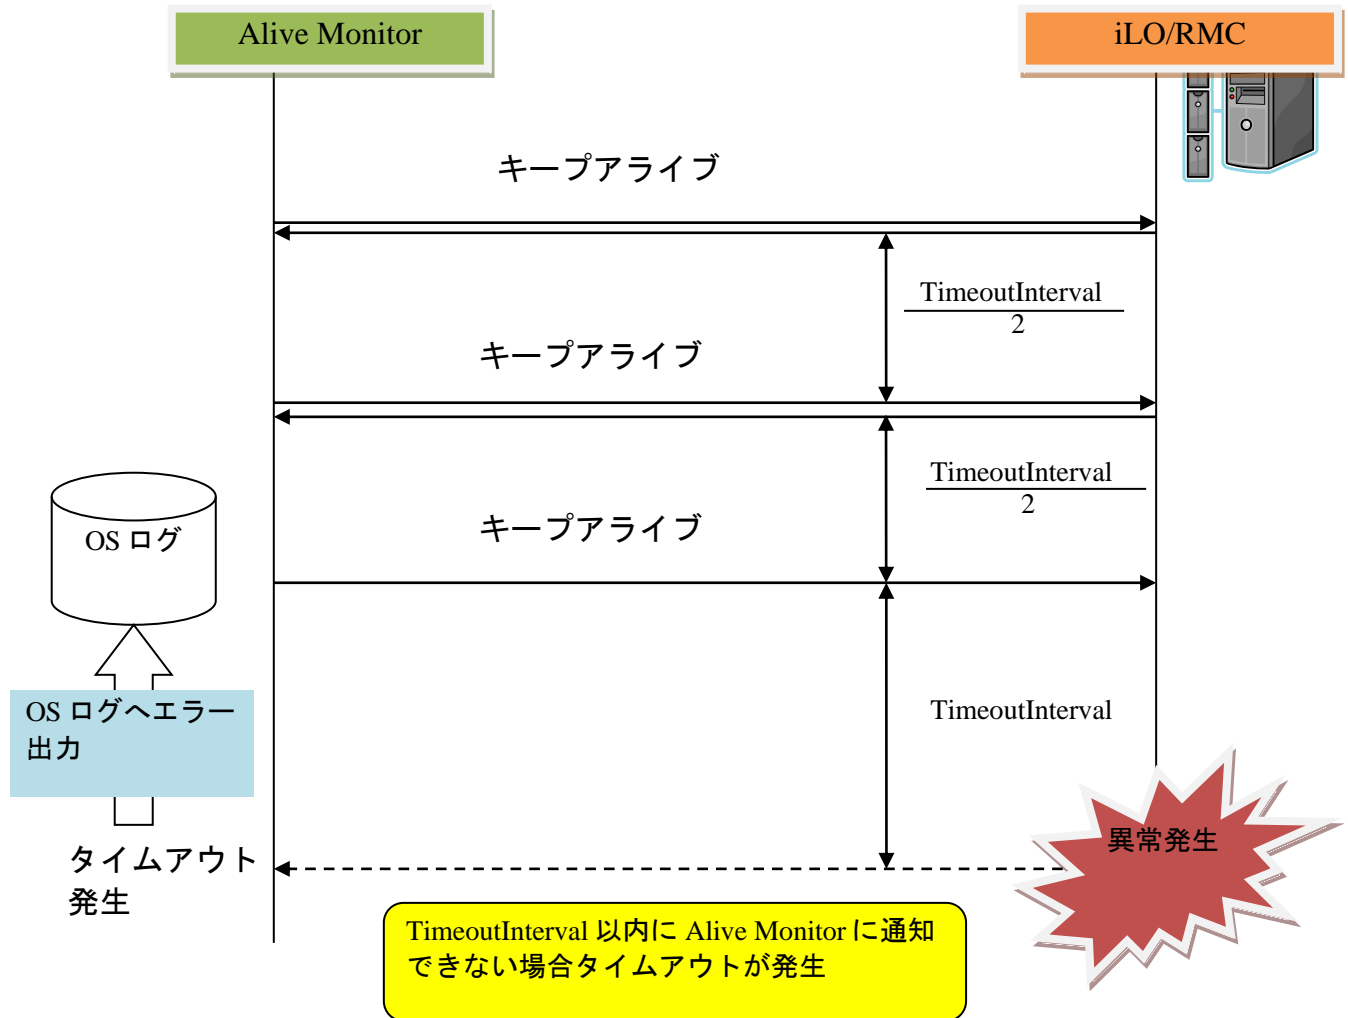 Alive Monitor
iLO/RMC
キープアライブ
TimeoutInterval
2
キープアライブ
TimeoutInterval
2
キープアライブ
OS ログ
OS ログへエラー
出力
TimeoutInterval
異常発生
タイムアウト
発生
TimeoutInterval 以内に Alive Monitor に通知
できない場合タイムアウトが発生